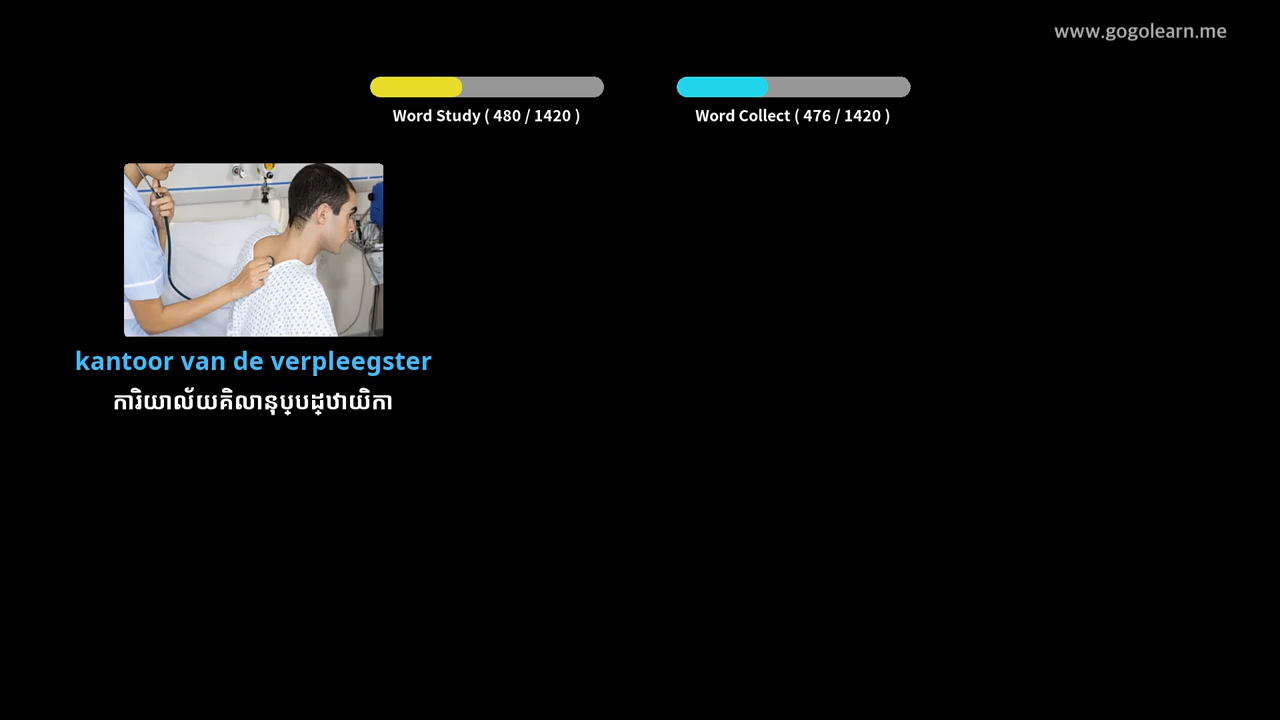 www.gogolearn.me
Word Study ( 480 / 1420 )
Word Collect ( 476 / 1420 )
kantoor van de verpleegster
ការិយាល័យគិលានុប្បដ្ឋាយិកា